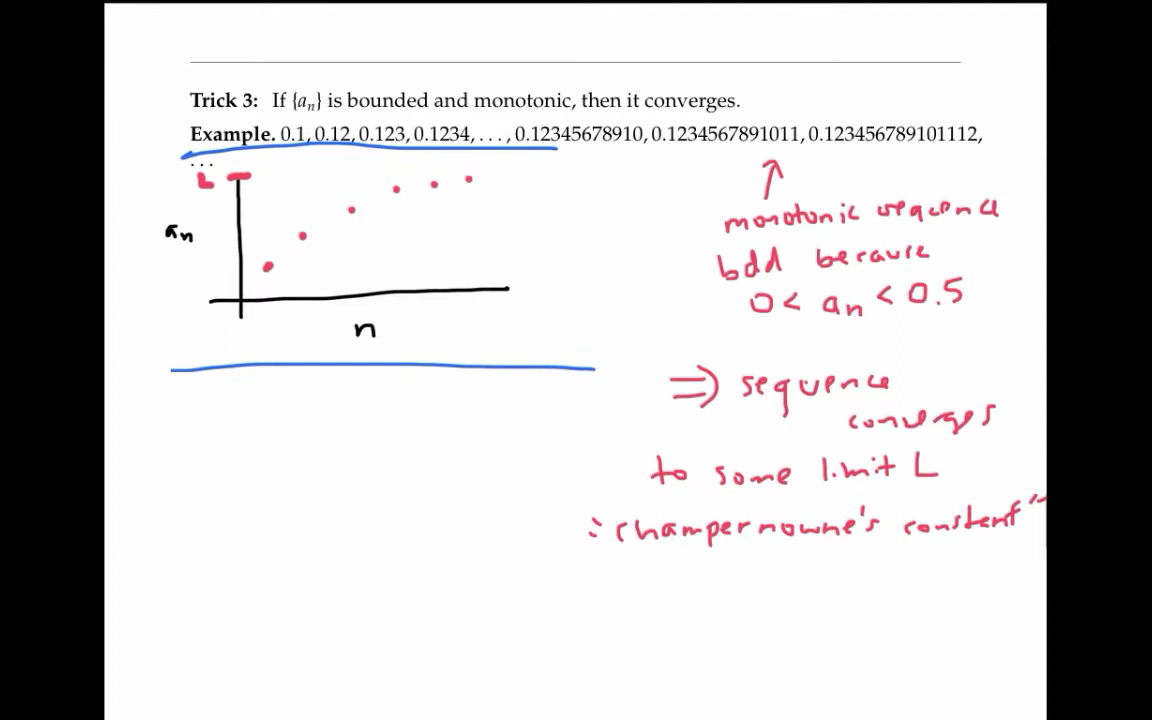 Trick 3: If {aₙ} is bounded and monotonic, then it converges.
Example. 0.1, 0.12, 0.123, 0.1234, . . . , 0.12345678910, 0.1234567891011, 0.123456789101112,
. . .
L
aₙ
n
monotonic sequence
bdd because
0 < aₙ < 0.5
⇒ sequence
converges
to some limit L
"champernowne's constant"